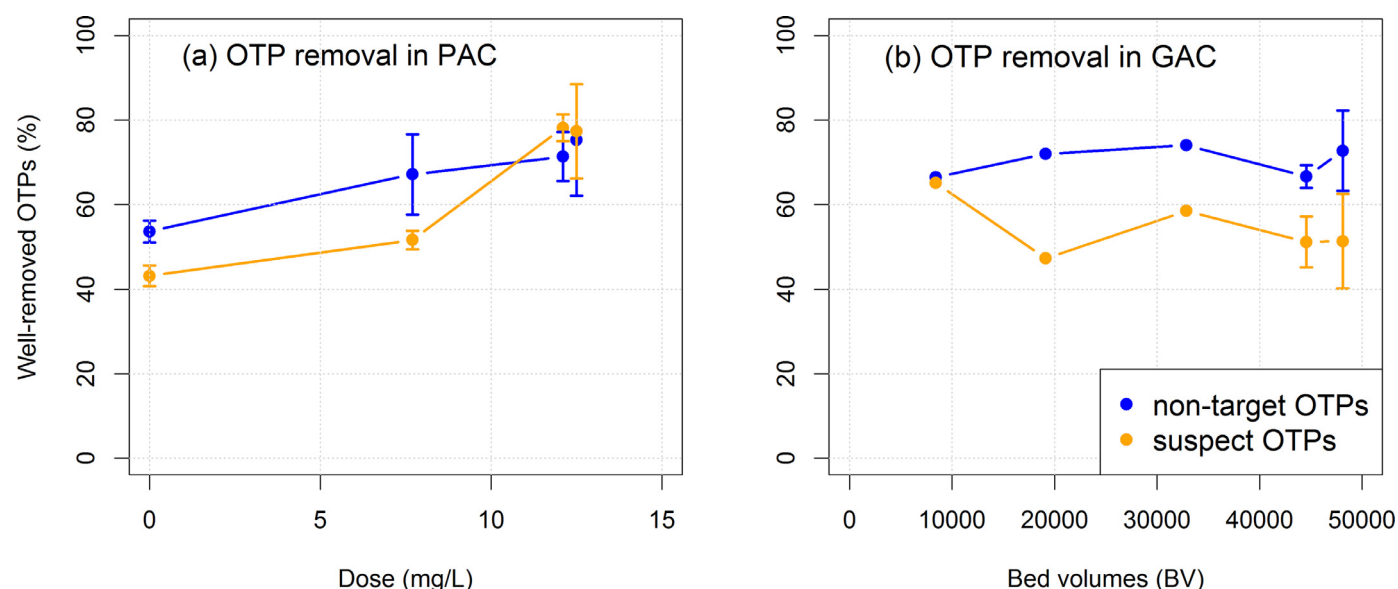 (a) OTP removal in PAC
Well-removed OTPs (%)
100
80
60
40
20
0
0 5 10 15
Dose (mg/L)
(b) OTP removal in GAC
100
80
60
40
20
0
non-target OTPs
suspect OTPs
0 10000 20000 30000 40000 50000
Bed volumes (BV)